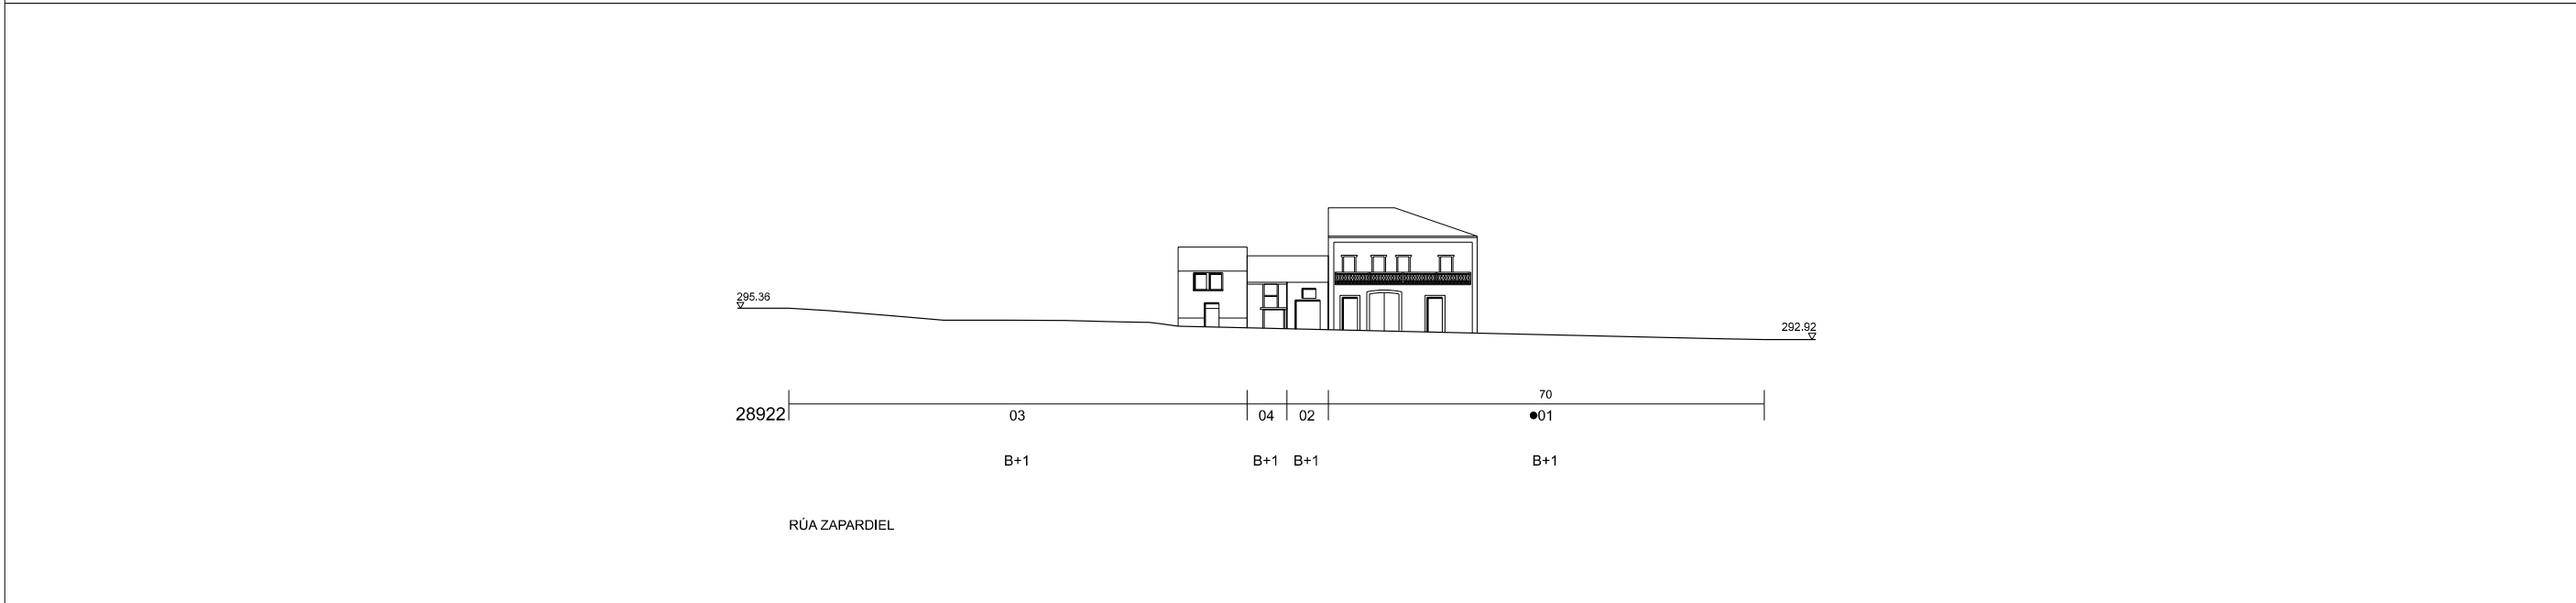 295.36
292.92
70
28922 03 04 02 ●01
B+1 B+1 B+1 B+1
RÚA ZAPARDIEL